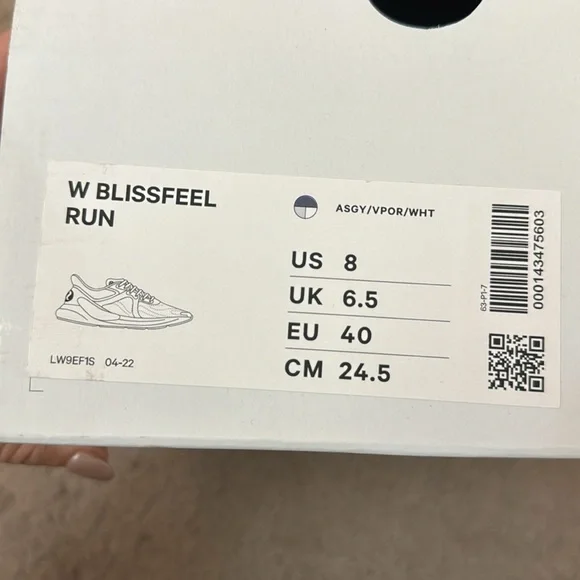 W BLISSFEEL
RUN
ASGY/VPOR/WHT
US 8
UK 6.5
EU 40
CM 24.5
LW9EF1S 04-22
63-P1-7
000143475603